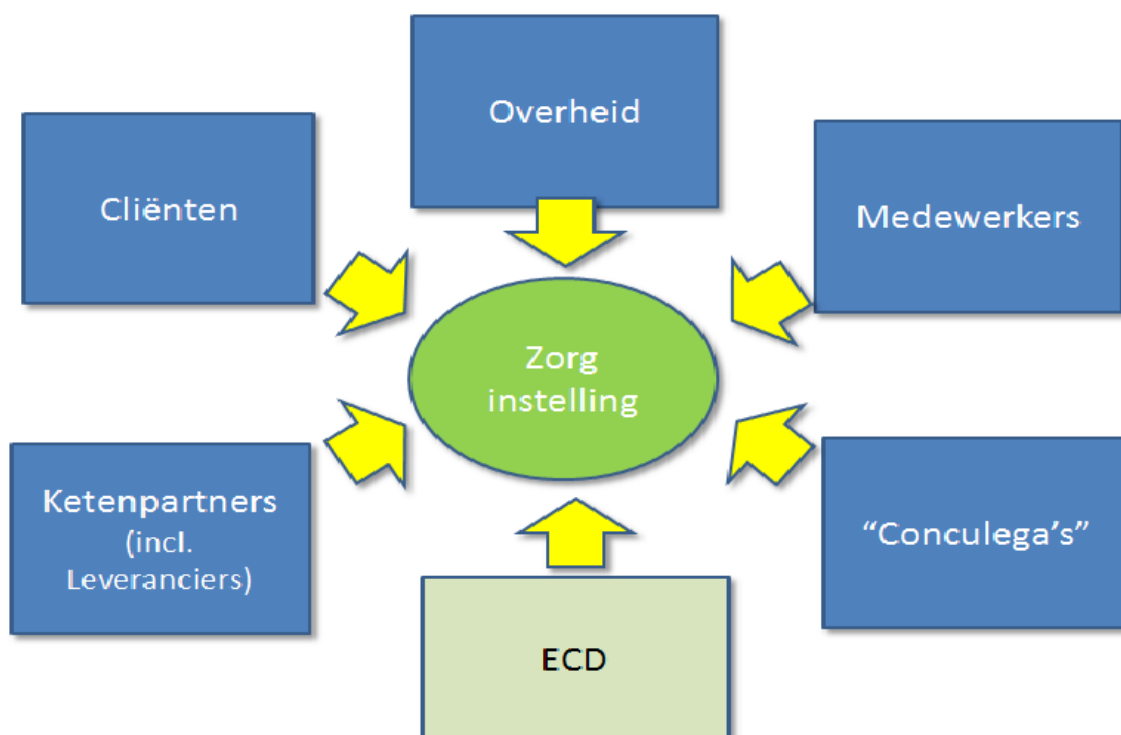 Overheid
Cliënten
Medewerkers
Zorg
instelling
Ketenpartners
(incl.
Leveranciers)
“Conculega’s”
ECD